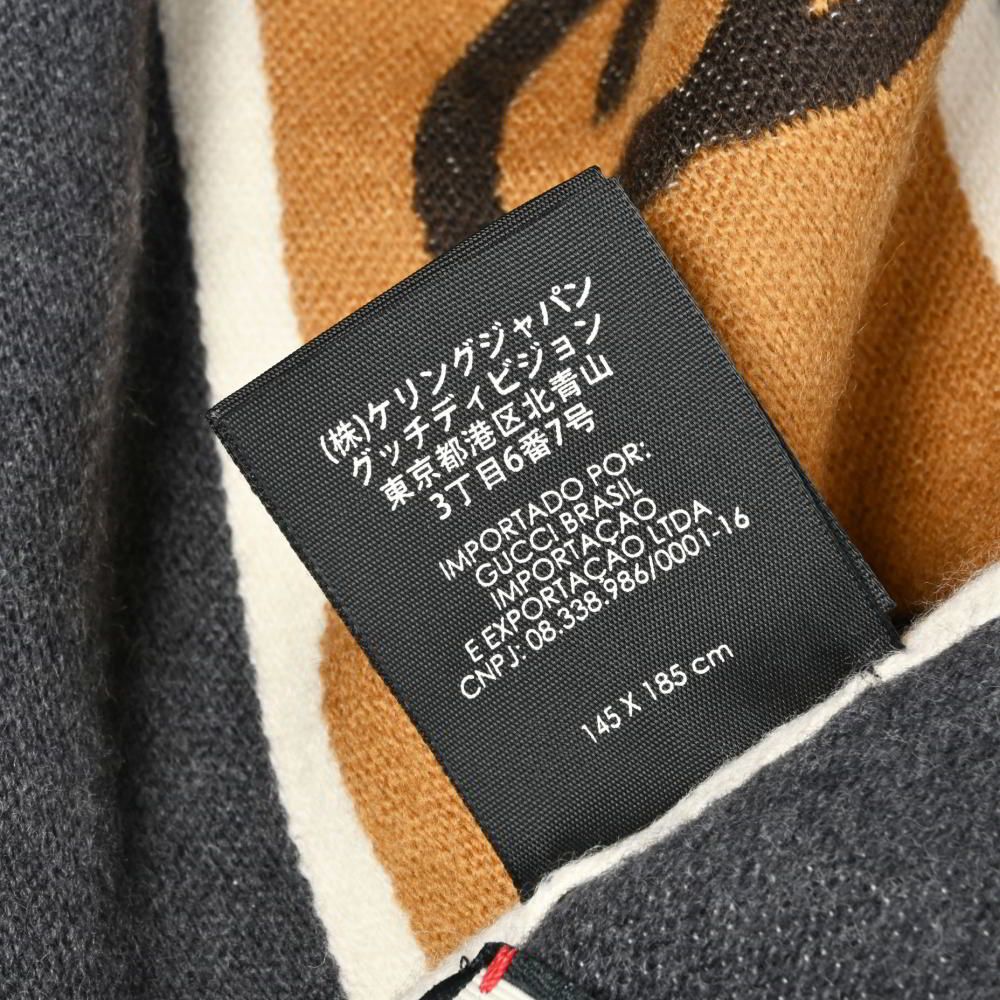 (株)ケリングジャパン
グッチディビジョン
東京都港区北青山
3丁目6番7号
IMPORTADO POR:
GUCCI BRASIL
IMPORTAÇAO
E EXPORTAÇAO LTDA
CNPJ: 08.338.986/0001-16
145 X 185 cm